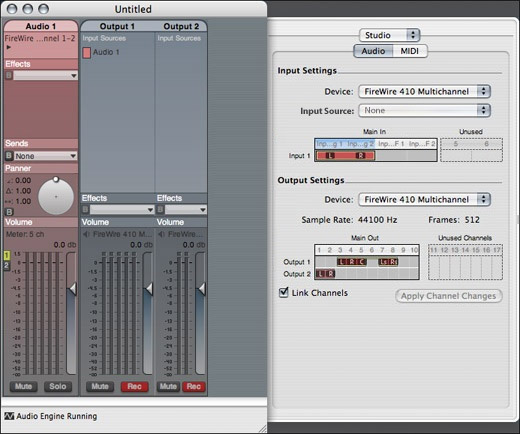 Untitled
Audio 1
Output 1
Output 2
FireWire ...nnel 1-2
Input Sources
Input Sources
Audio 1
Effects
B
Sends
B None
Panner
0.00
Δ: 1.00
1.00
B
Effects
Effects
Volume
Volume
Volume
Meter: 5 ch
FireWire 410 M...
FireWire 4...
0.0 db
0.0 db
0.0 db
1
2
Mute
Solo
Mute
Rec
Mute
Rec
Audio Engine Running
Studio
Audio
MIDI
Input Settings
Device: FireWire 410 Multichannel
Input Source: None
Main In
Unused
Inp...g 1
Inp...g 2
Inp...F 1
Inp...F 2
5
6
Input 1
L
R
Output Settings
Device: FireWire 410 Multichannel
Sample Rate: 44100 Hz
Frames: 512
Main Out
Unused Channels
1 2 3 4 5 6 7 8 9 10
11 12 13 14 15 16 17
Output 1
L R C
Ls Rs
Output 2
L R
Link Channels
Apply Channel Changes